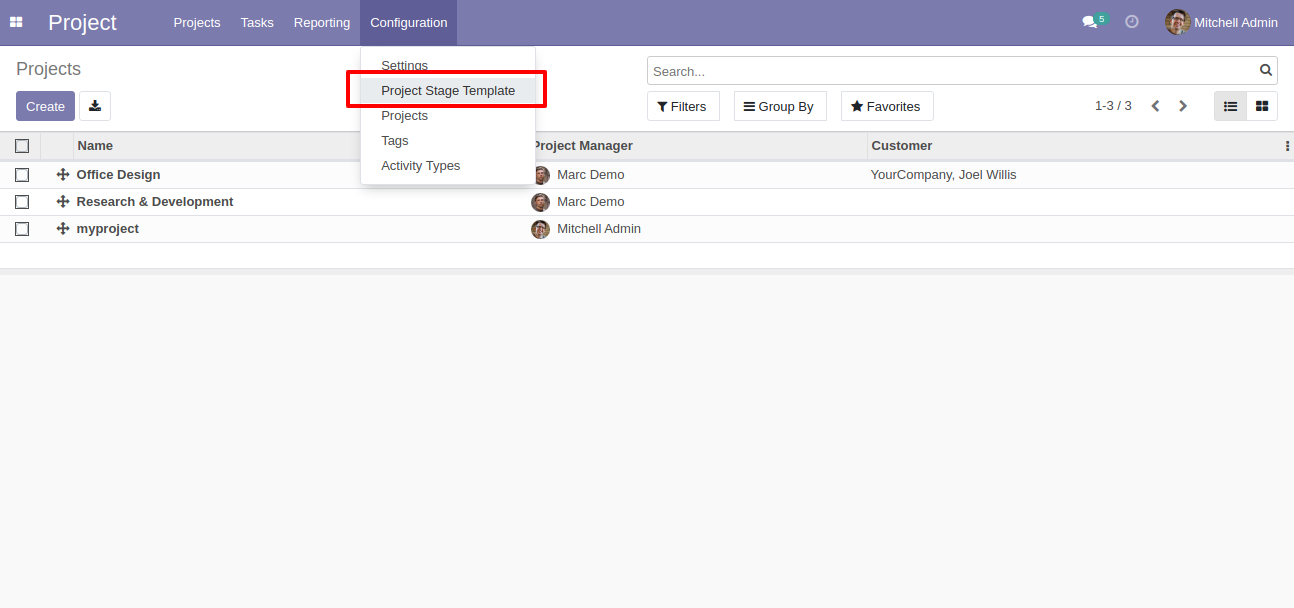 Project Projects Tasks Reporting Configuration 5 Mitchell Admin
Projects
Settings
Project Stage Template
Projects
Tags
Activity Types
Search...
Create
Filters Group By Favorites 1-3 / 3
Name Project Manager Customer
Office Design Marc Demo YourCompany, Joel Willis
Research & Development Marc Demo
myproject Mitchell Admin